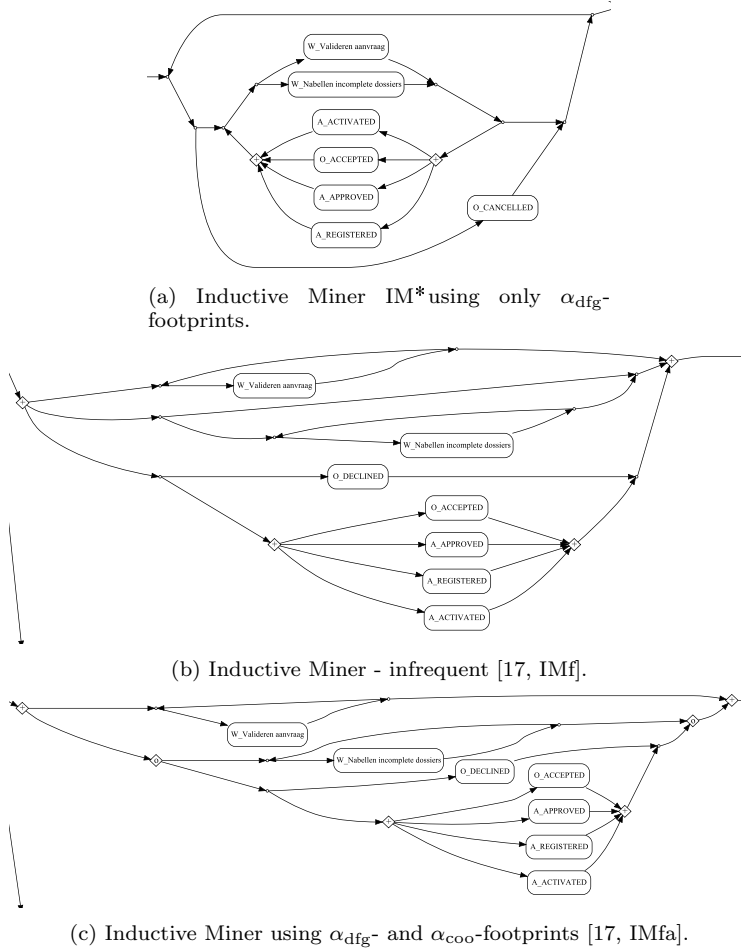 W_Valideren aanvraag
W_Nabellen incomplete dossiers
A_ACTIVATED
+ O_ACCEPTED +
A_APPROVED
O_CANCELLED
A_REGISTERED
(a) Inductive Miner IM* using only α_dfg-
footprints.
+
W_Valideren aanvraag
+
W_Nabellen incomplete dossiers
O_DECLINED
O_ACCEPTED
+ A_APPROVED +
A_REGISTERED
A_ACTIVATED
(b) Inductive Miner - infrequent [17, IMf].
+ +
o
W_Valideren aanvraag
o W_Nabellen incomplete dossiers
O_DECLINED O_ACCEPTED
+ A_APPROVED +
A_REGISTERED
A_ACTIVATED
(c) Inductive Miner using α_dfg- and α_coo-footprints [17, IMfa].